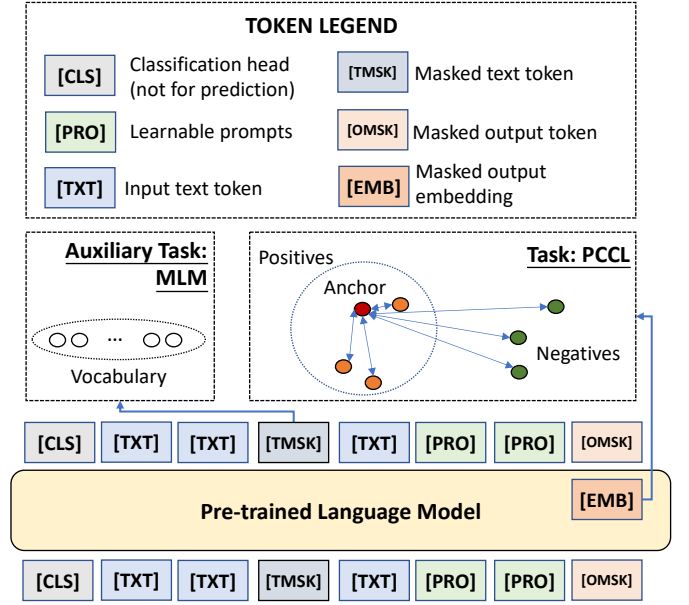 TOKEN LEGEND
[CLS]
Classification head
(not for prediction)
[TMSK]
Masked text token
[PRO]
Learnable prompts
[OMSK]
Masked output token
[TXT]
Input text token
[EMB]
Masked output
embedding
Auxiliary Task:
MLM
...
Vocabulary
Task: PCCL
Positives
Anchor
Negatives
[CLS] [TXT] [TXT] [TMSK] [TXT] [PRO] [PRO] [OMSK]
Pre-trained Language Model
[EMB]
[CLS] [TXT] [TXT] [TMSK] [TXT] [PRO] [PRO] [OMSK]